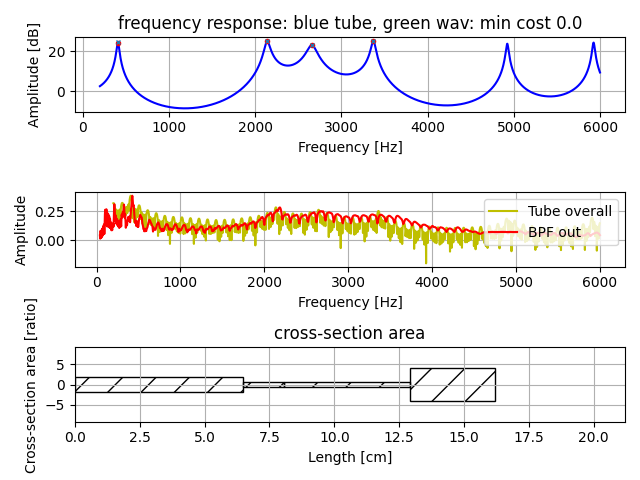 frequency response: blue tube, green wav: min cost 0.0
Amplitude [dB]
20
0
0 1000 2000 3000 4000 5000 6000
Frequency [Hz]
Amplitude
0.25
0.00
Tube overall
BPF out
0 1000 2000 3000 4000 5000 6000
Frequency [Hz]
cross-section area
Cross-section area [ratio]
5
0
−5
0.0 2.5 5.0 7.5 10.0 12.5 15.0 17.5 20.0
Length [cm]